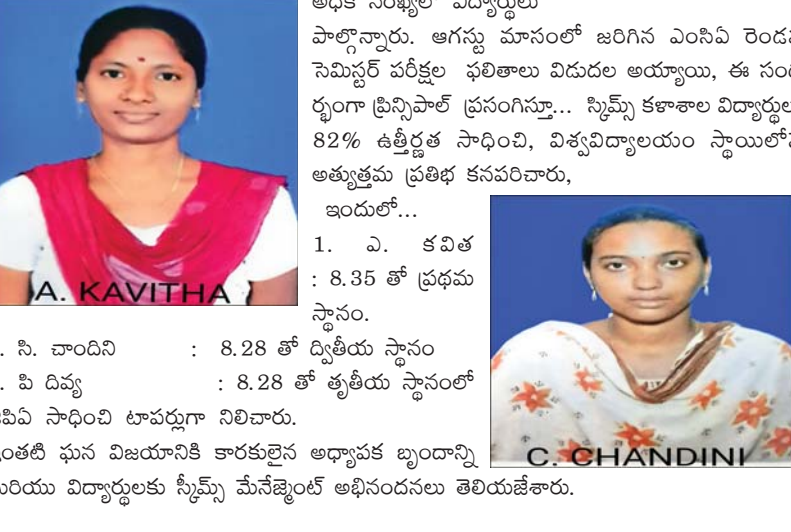 అధిక సంఖ్యలో విద్యార్థులు
పాల్గొన్నారు. ఆగస్టు మాసంలో జరిగిన ఎంసిఏ
సెమిస్టర్ పరీక్షల ఫలితాలు విడుదల అయ్యాయి, ఈ
ర్భంగా ప్రిన్సిపాల్ ప్రసంగిస్తూ... స్కిమ్స్ కళాశాల
82% ఉత్తీర్ణత సాధించి, విశ్వవిద్యాలయం
అత్యుత్తమ ప్రతిభ కనపరిచారు,
ఇందులో...
1. ఎ. కవిత
: 8.35 తో ప్రథమ
స్థానం.
A. KAVITHA
. సి. చాందిని : 8.28 తో ద్వితీయ స్థానం
. పి దివ్య : 8.28 తో తృతీయ స్థానంలో
సాధించి టాపర్లుగా నిలిచారు.
ఘన విజయానికి కారకులైన అధ్యాపక బృందాన్ని
C. CHANDINI
విద్యార్థులకు స్కీమ్స్ మేనేజ్మెంట్ అభినందనలు తెలియజేశారు.